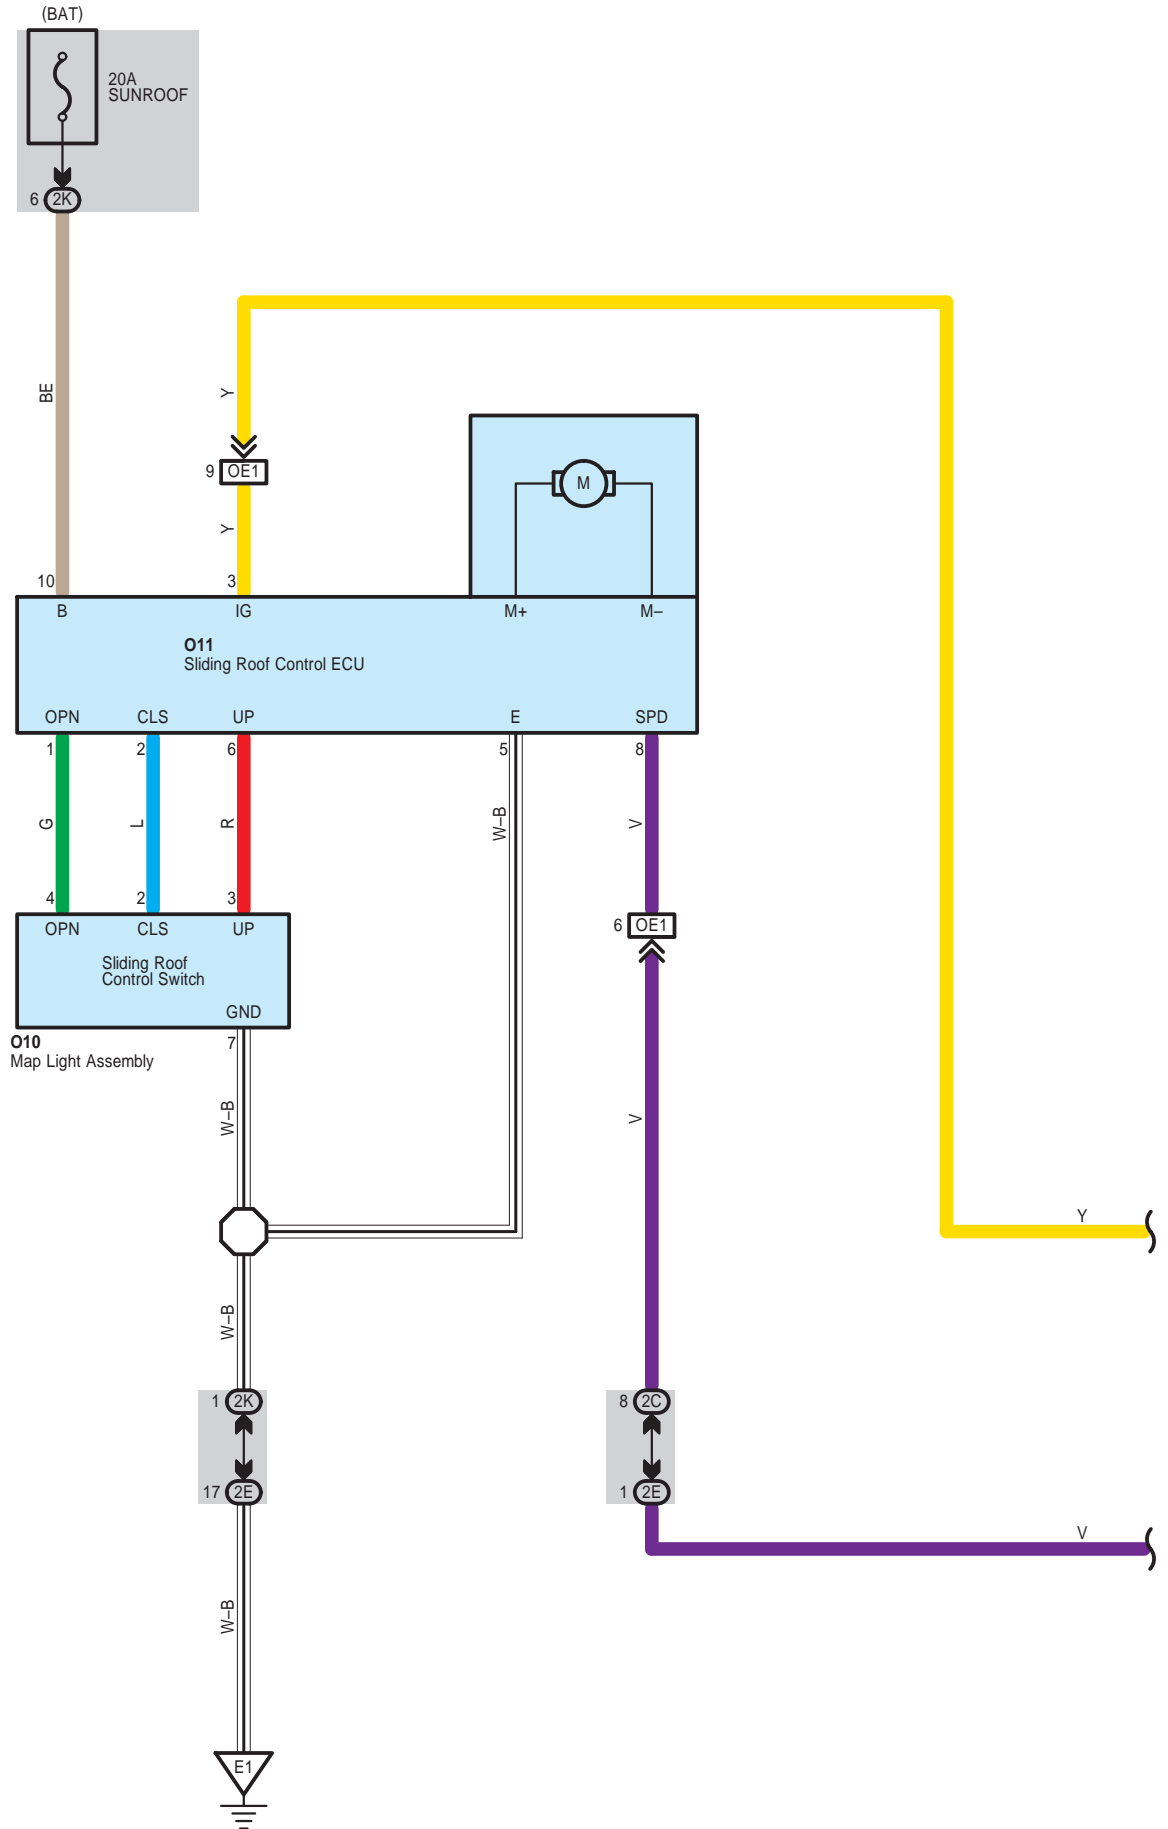 (BAT)
20A
SUNROOF
6 2K
BE
Y
9 OE1
Y
M
10 3
B IG M+ M–
O11
Sliding Roof Control ECU
OPN CLS UP E SPD
1 2 6 5 8
G L R W–B V
4 2 3
OPN CLS UP
6 OE1
Sliding Roof
Control Switch
GND
O10
Map Light Assembly
7
W–B
V
Y
W–B
1 2K
8 2C
17 2E
1 2E
V
W–B
E1